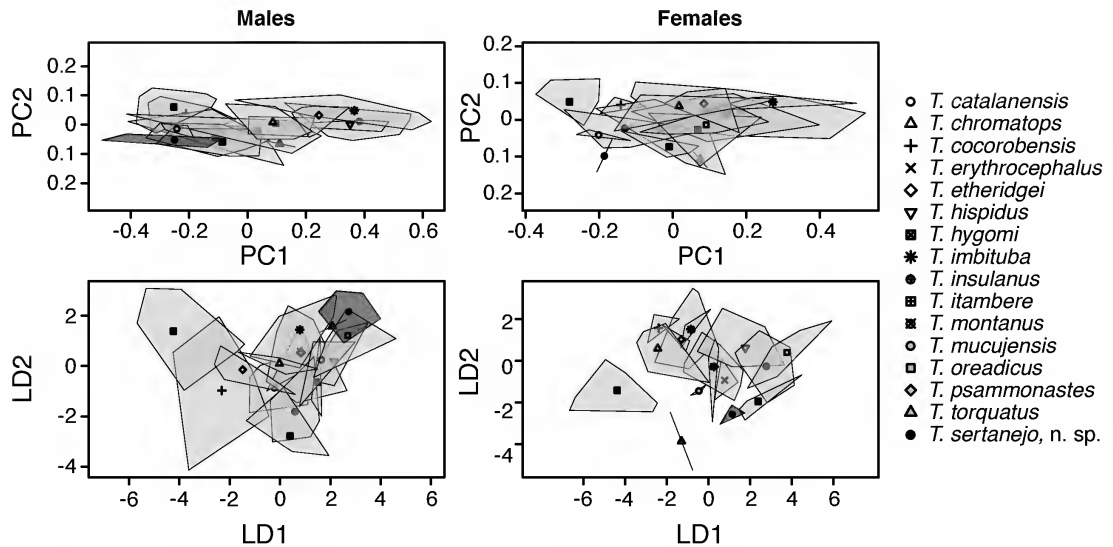 Males
Females
0.2
0.1
0
0.1
0.2
PC2
-0.4
-0.2
0
0.2
0.4
0.6
PC1
0.2
0.1
0
0.1
0.2
PC2
-0.4
-0.2
0
0.2
0.4
PC1
2
0
-2
-4
LD2
-6
-4
-2
0
2
4
6
LD1
2
0
-2
-4
LD2
-6
-4
-2
0
2
4
6
LD1
T. catalanensis
T. chromatops
T. cocorobensis
T. erythrocephalus
T. etheridgei
T. hispidus
T. hygomi
T. imbituba
T. insulanus
T. itambere
T. montanus
T. mucujensis
T. oreadicus
T. psammonastes
T. torquatus
T. sertanejo, n. sp.